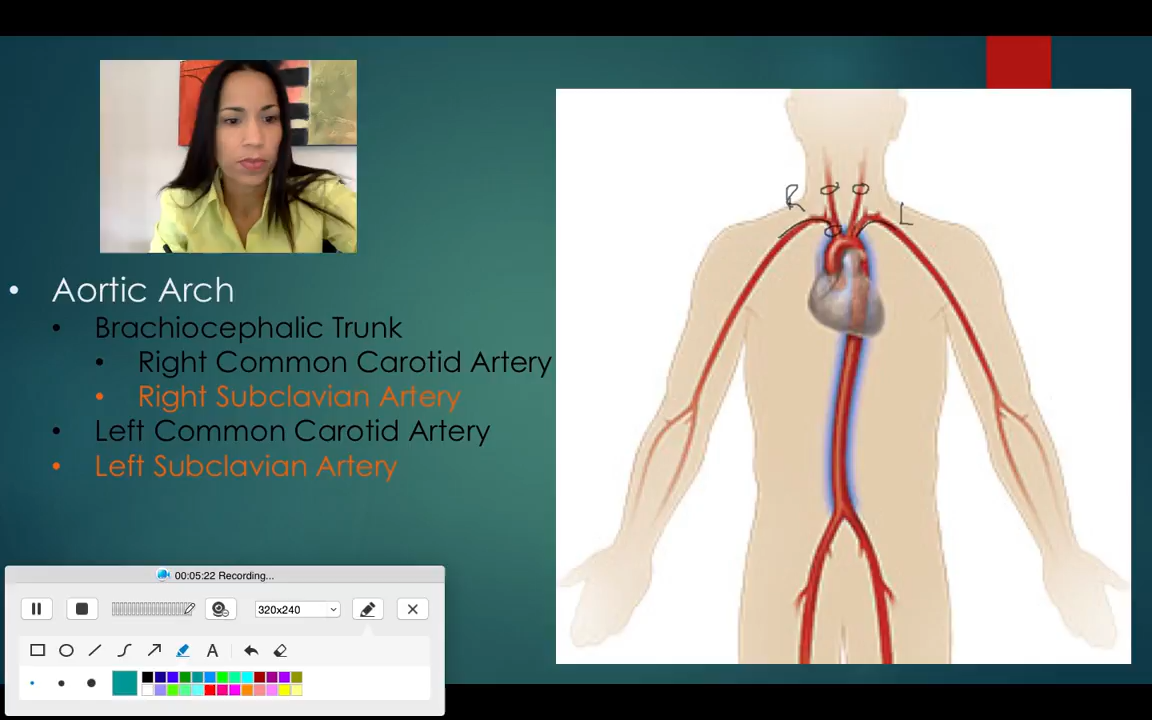 R
L
• Aortic Arch
• Brachiocephalic Trunk
• Right Common Carotid Artery
• Right Subclavian Artery
• Left Common Carotid Artery
• Left Subclavian Artery
00:05:22 Recording...
320x240
A